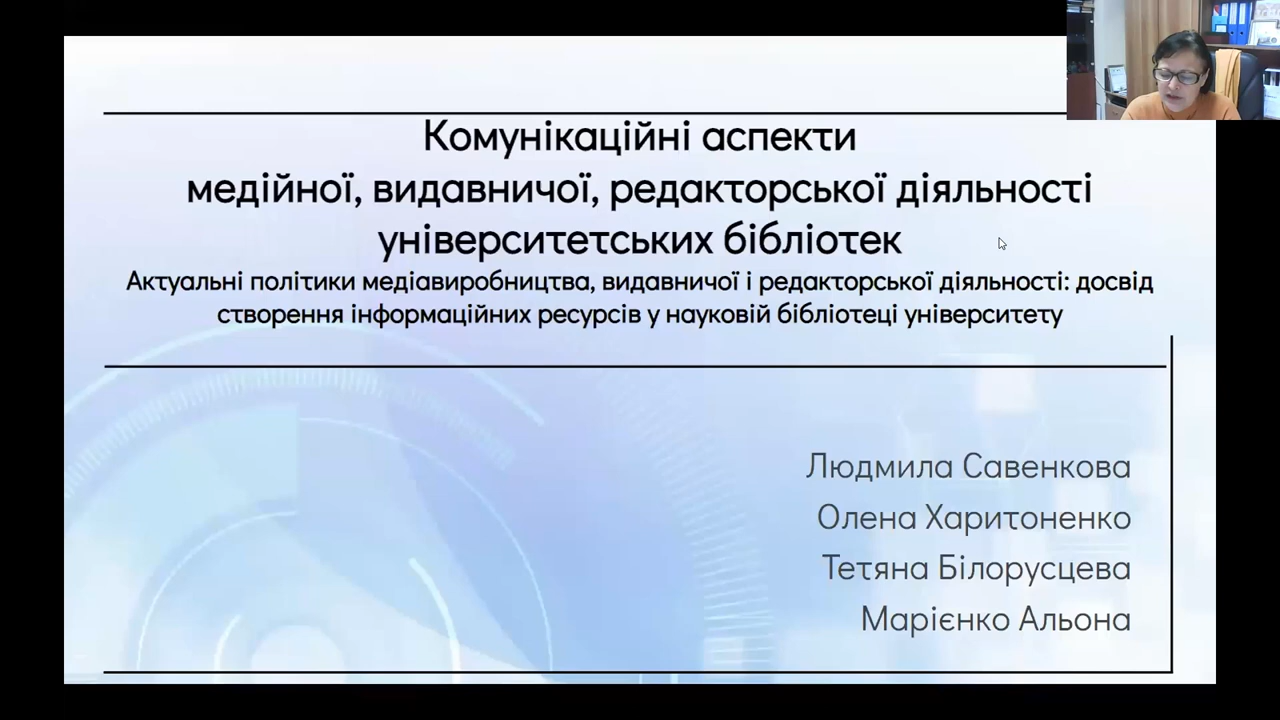 Комунікаційні аспекти
медійної, видавничої, редакторської діяльності
університетських бібліотек
Актуальні політики медіавиробництва, видавничої і редакторської діяльності: досвід
створення інформаційних ресурсів у науковій бібліотеці університету
Людмила Савенкова
Олена Харитоненко
Тетяна Білорусцева
Марієнко Альона